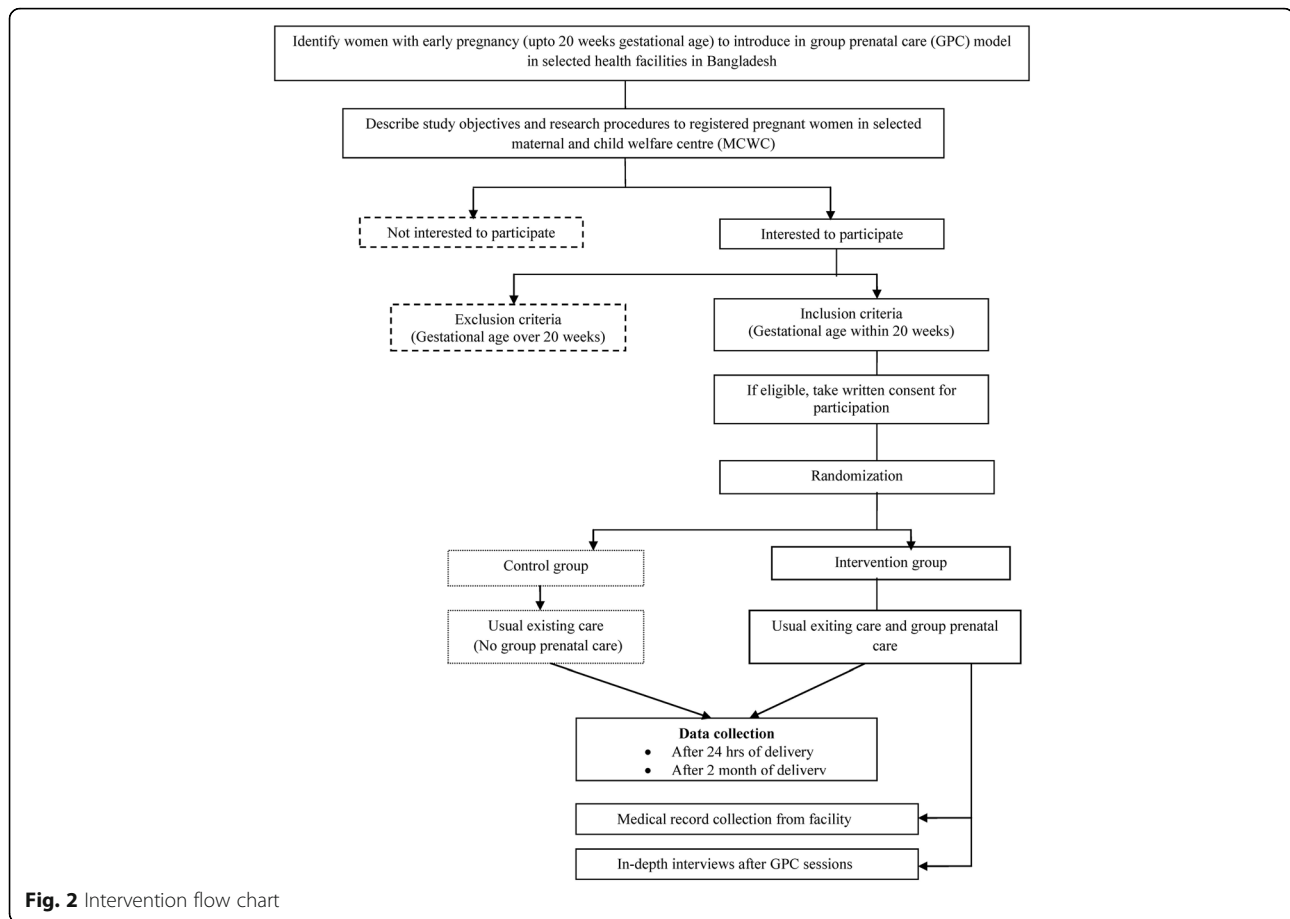 Identify women with early pregnancy (upto 20 weeks gestational age) to introduce in group prenatal care (GPC) model
in selected health facilities in Bangladesh
Describe study objectives and research procedures to registered pregnant women in selected
maternal and child welfare centre (MCWC)
Not interested to participate
Interested to participate
Exclusion criteria
(Gestational age over 20 weeks)
Inclusion criteria
(Gestational age within 20 weeks)
If eligible, take written consent for
participation
Randomization
Control group
Intervention group
Usual existing care
(No group prenatal care)
Usual exiting care and group prenatal
care
Data collection
• After 24 hrs of delivery
• After 2 month of delivery
Medical record collection from facility
In-depth interviews after GPC sessions
Fig. 2 Intervention flow chart